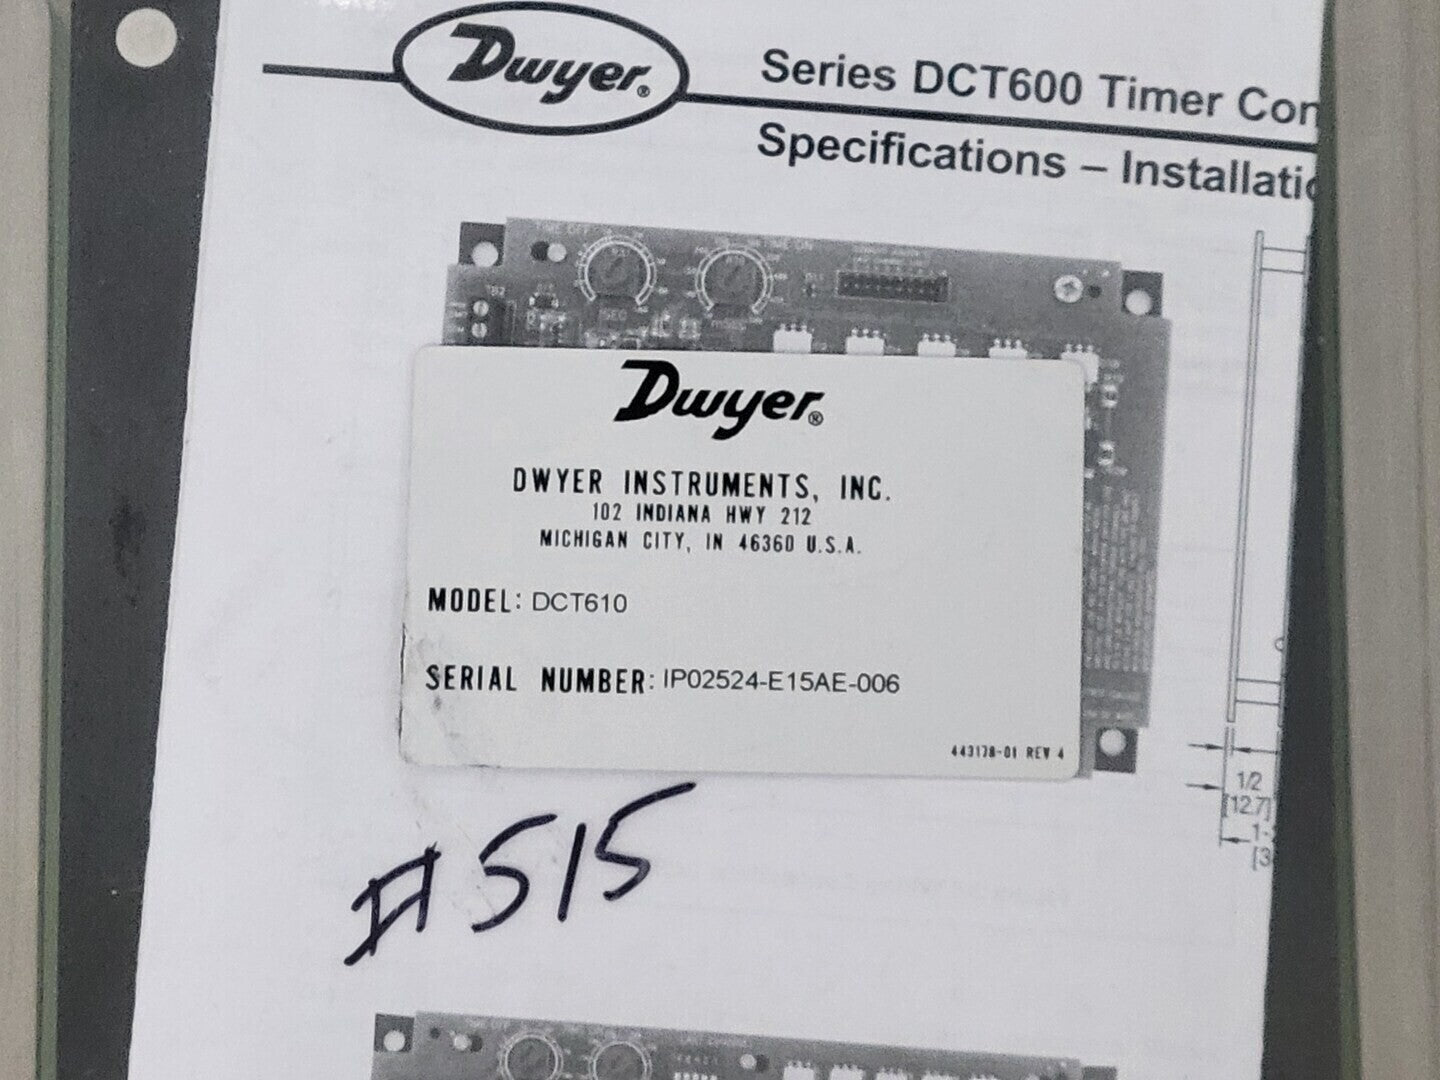 Dwyer®
Series DCT600 Timer Con
Specifications – Installatio
Dwyer®
DWYER INSTRUMENTS, INC.
102 INDIANA HWY 212
MICHIGAN CITY, IN 46360 U.S.A.
MODEL: DCT610
SERIAL NUMBER: IP02524-E15AE-006
443178-01 REV 4
1/2
[12.7]
#515